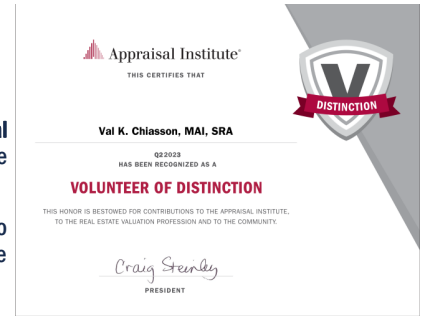 Appraisal Institute®
THIS CERTIFIES THAT
DISTINCTION
Val K. Chiasson, MAI, SRA
Q22023
HAS BEEN RECOGNIZED AS A
VOLUNTEER OF DISTINCTION
THIS HONOR IS BESTOWED FOR CONTRIBUTIONS TO THE APPRAISAL INSTITUTE,
TO THE REAL ESTATE VALUATION PROFESSION AND TO THE COMMUNITY.
Craig Steinley
PRESIDENT